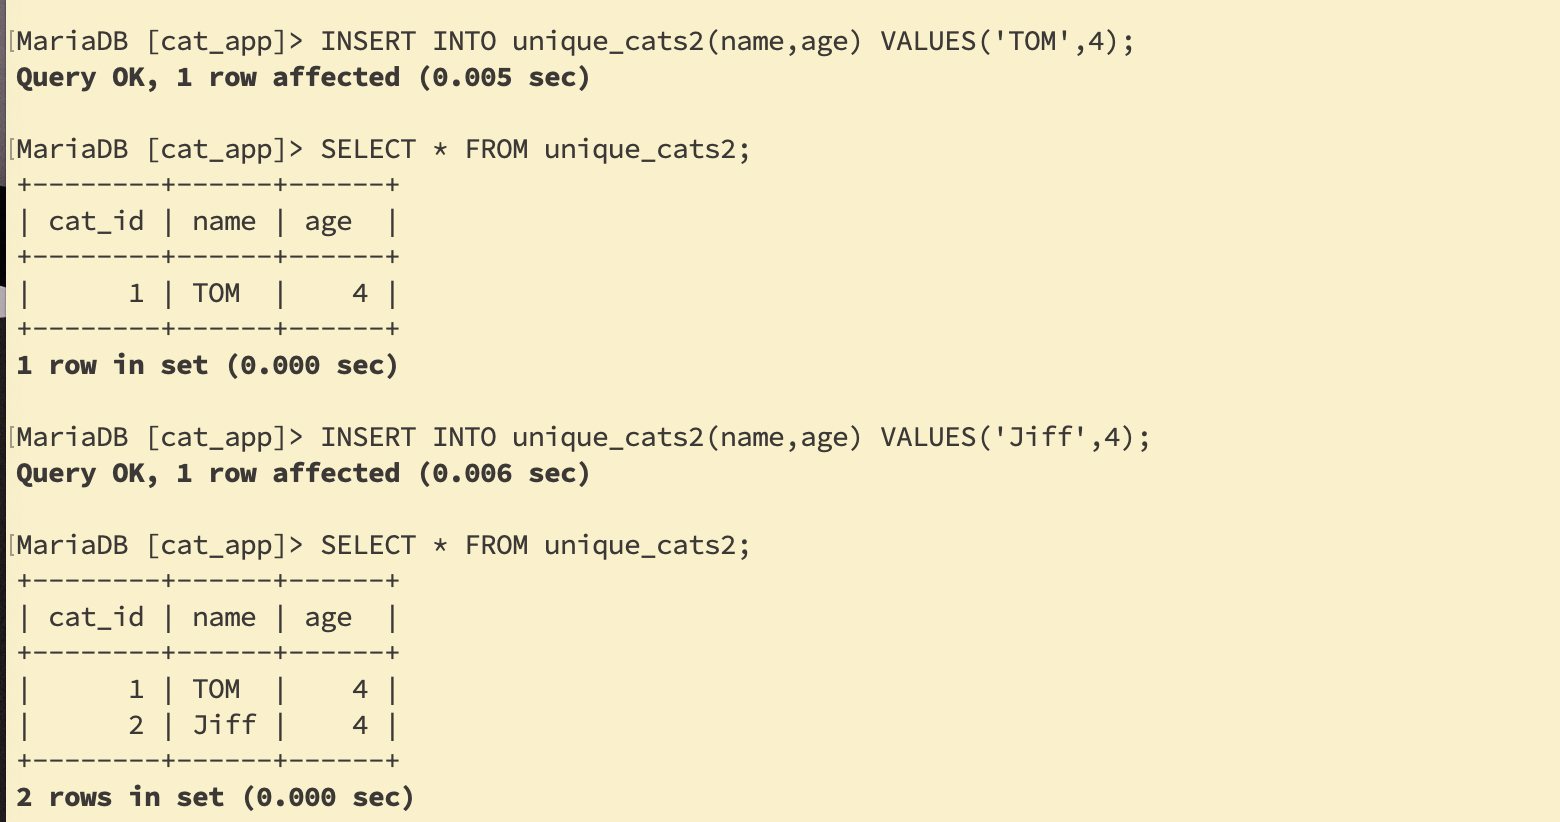 [MariaDB [cat_app]> INSERT INTO unique_cats2(name,age) VALUES('TOM',4);
Query OK, 1 row affected (0.005 sec)
[MariaDB [cat_app]> SELECT * FROM unique_cats2;
+--------+------+------+
| cat_id | name | age  |
+--------+------+------+
|      1 | TOM  |    4 |
+--------+------+------+
1 row in set (0.000 sec)
[MariaDB [cat_app]> INSERT INTO unique_cats2(name,age) VALUES('Jiff',4);
Query OK, 1 row affected (0.006 sec)
[MariaDB [cat_app]> SELECT * FROM unique_cats2;
+--------+------+------+
| cat_id | name | age  |
+--------+------+------+
|      1 | TOM  |    4 |
|      2 | Jiff |    4 |
+--------+------+------+
2 rows in set (0.000 sec)